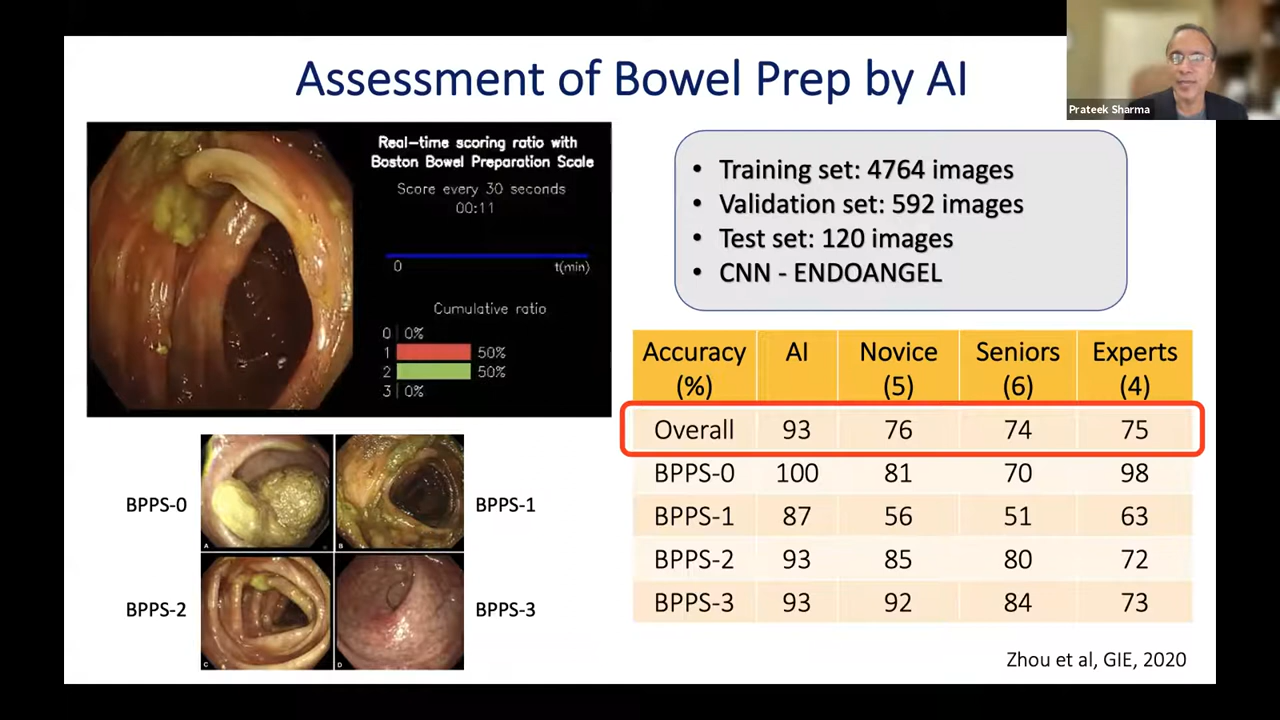 Assessment of Bowel Prep by AI
Prateek Sharma
Real-time scoring ratio with
Boston Bowel Preparation Scale
Score every 30 seconds
00:11
0 t(min)
Cumulative ratio
0 0%
1 50%
2 50%
3 0%
• Training set: 4764 images
• Validation set: 592 images
• Test set: 120 images
• CNN - ENDOANGEL
BPPS-0
A
B
BPPS-1
BPPS-2
C
D
BPPS-3
Accuracy (%) AI Novice (5) Seniors (6) Experts (4)
Overall 93 76 74 75
BPPS-0 100 81 70 98
BPPS-1 87 56 51 63
BPPS-2 93 85 80 72
BPPS-3 93 92 84 73
Zhou et al, GIE, 2020